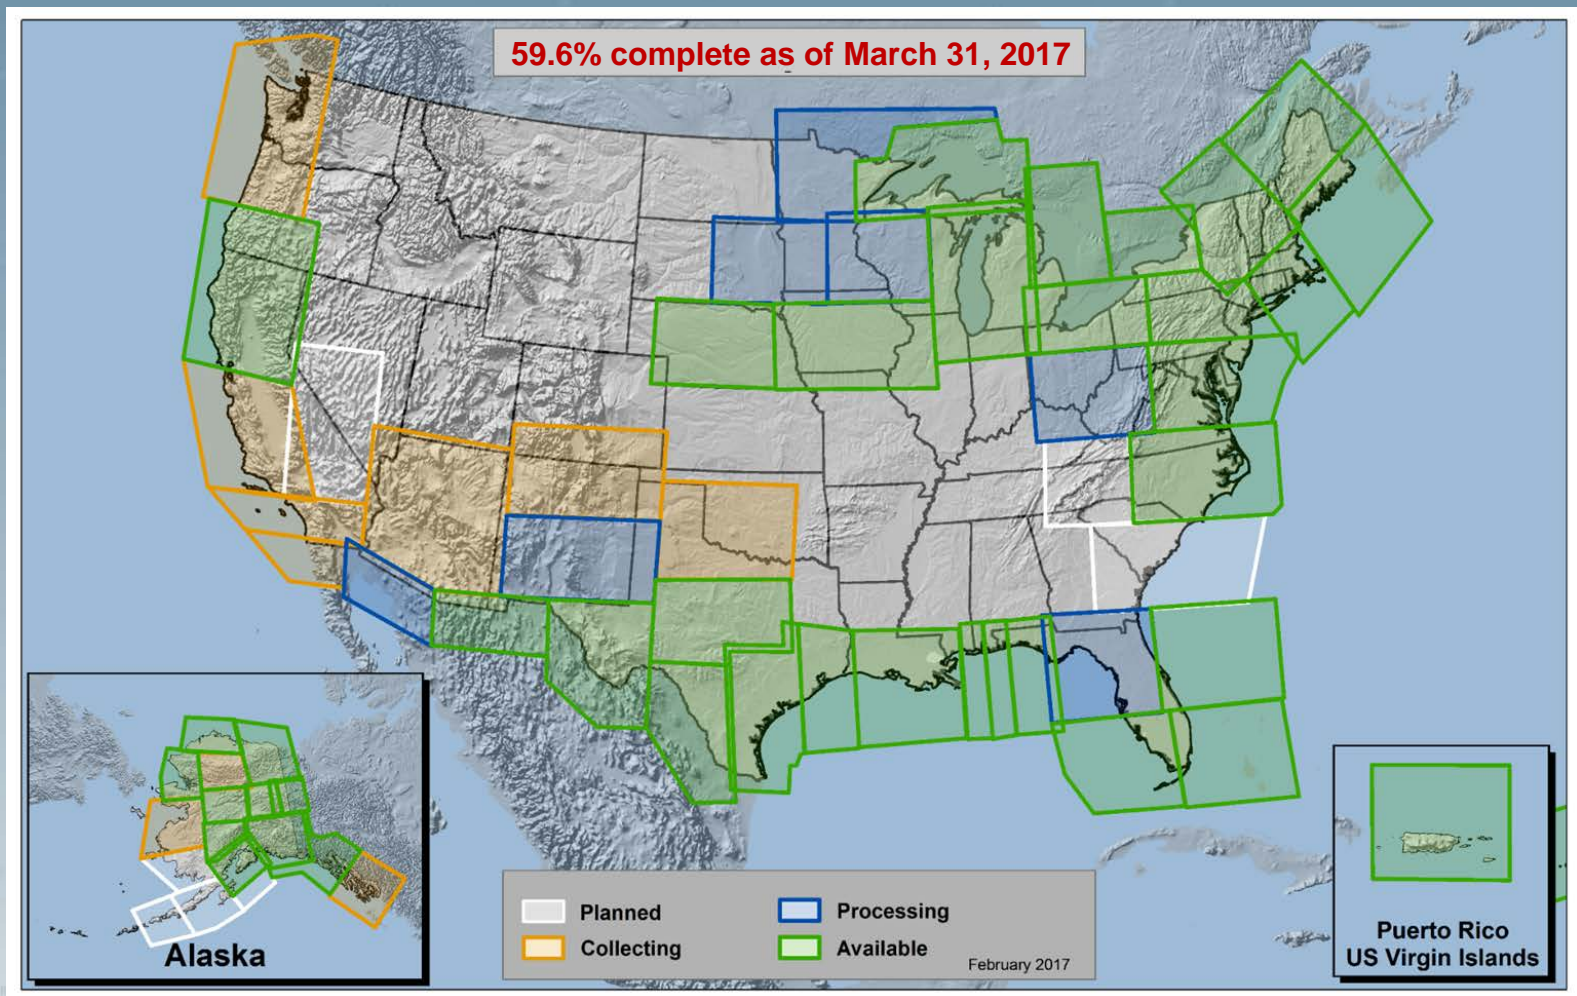 59.6% complete as of March 31, 2017
Alaska
Planned
Collecting
Processing
Available
February 2017
Puerto Rico
US Virgin Islands